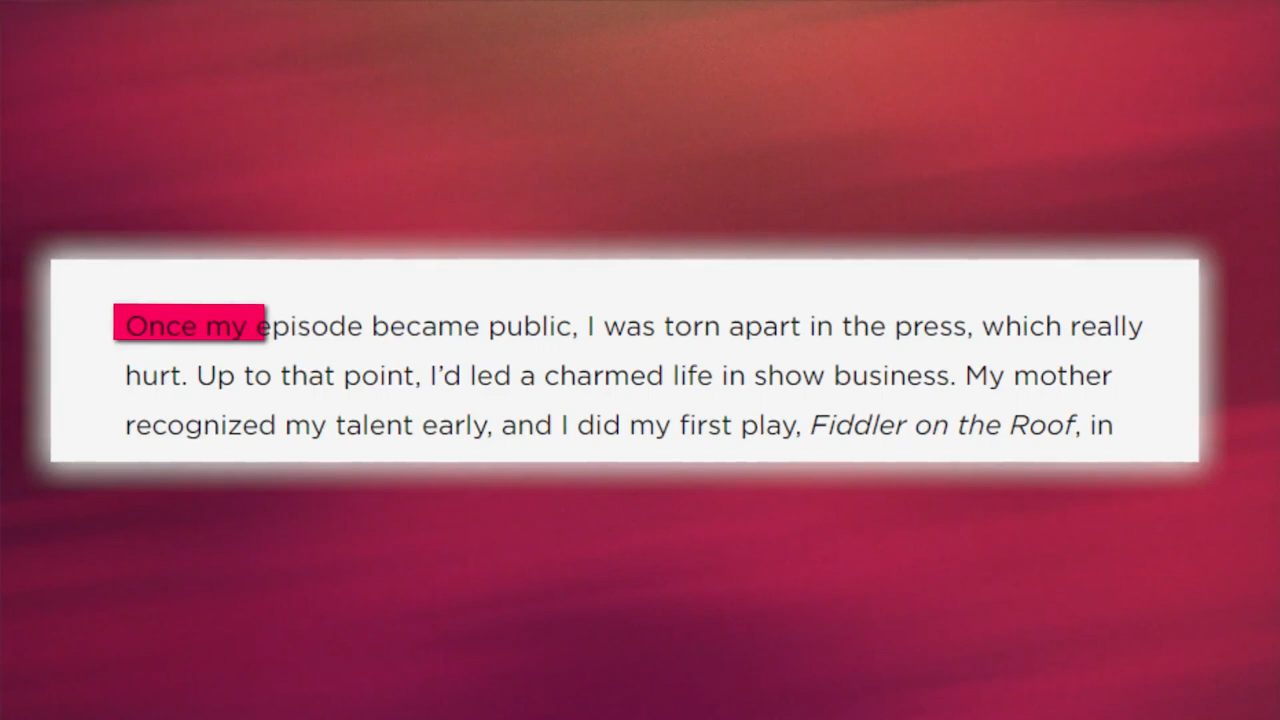 Once my episode became public, I was torn apart in the press, which really
hurt. Up to that point, I’d led a charmed life in show business. My mother
recognized my talent early, and I did my first play, Fiddler on the Roof, in